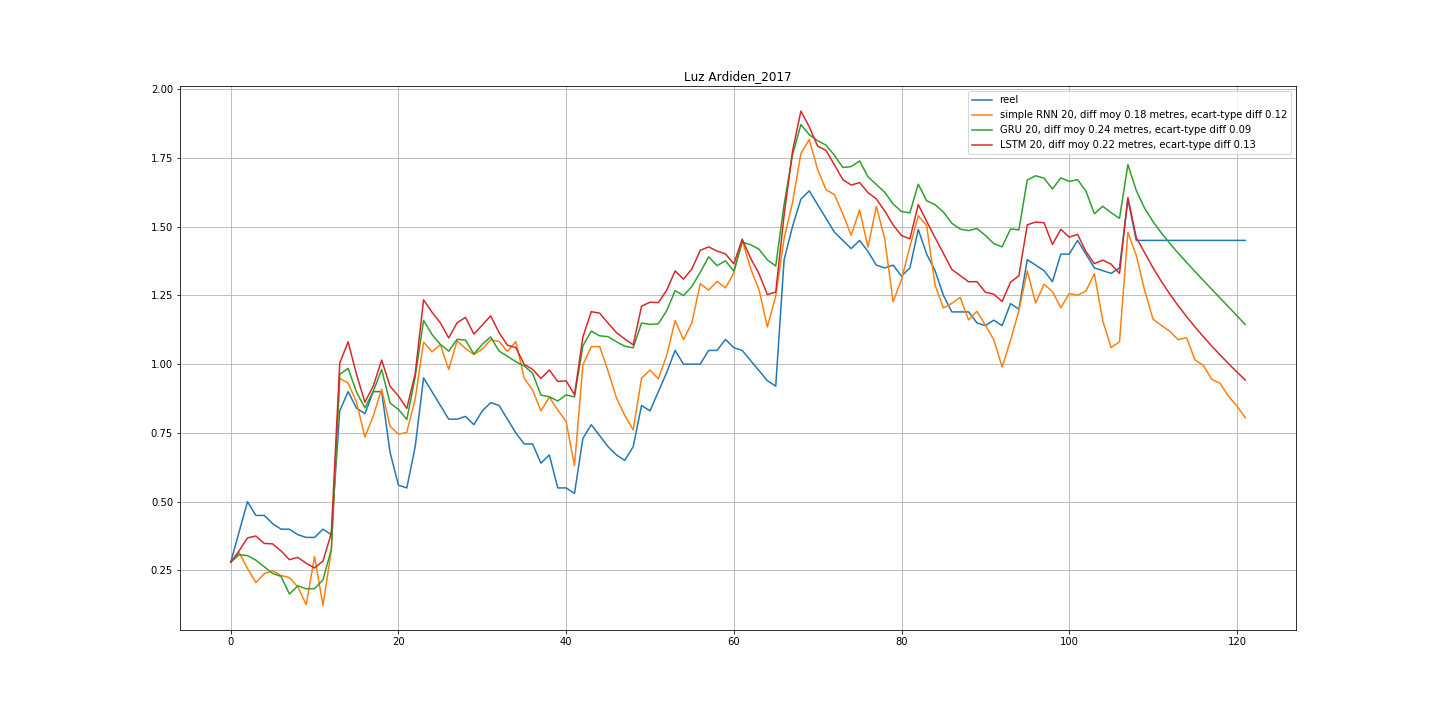 Luz Ardiden_2017
reel
simple RNN 20, diff moy 0.18 metres, ecart-type diff 0.12
GRU 20, diff moy 0.24 metres, ecart-type diff 0.09
LSTM 20, diff moy 0.22 metres, ecart-type diff 0.13
2.00
1.75
1.50
1.25
1.00
0.75
0.50
0.25
0 20 40 60 80 100 120